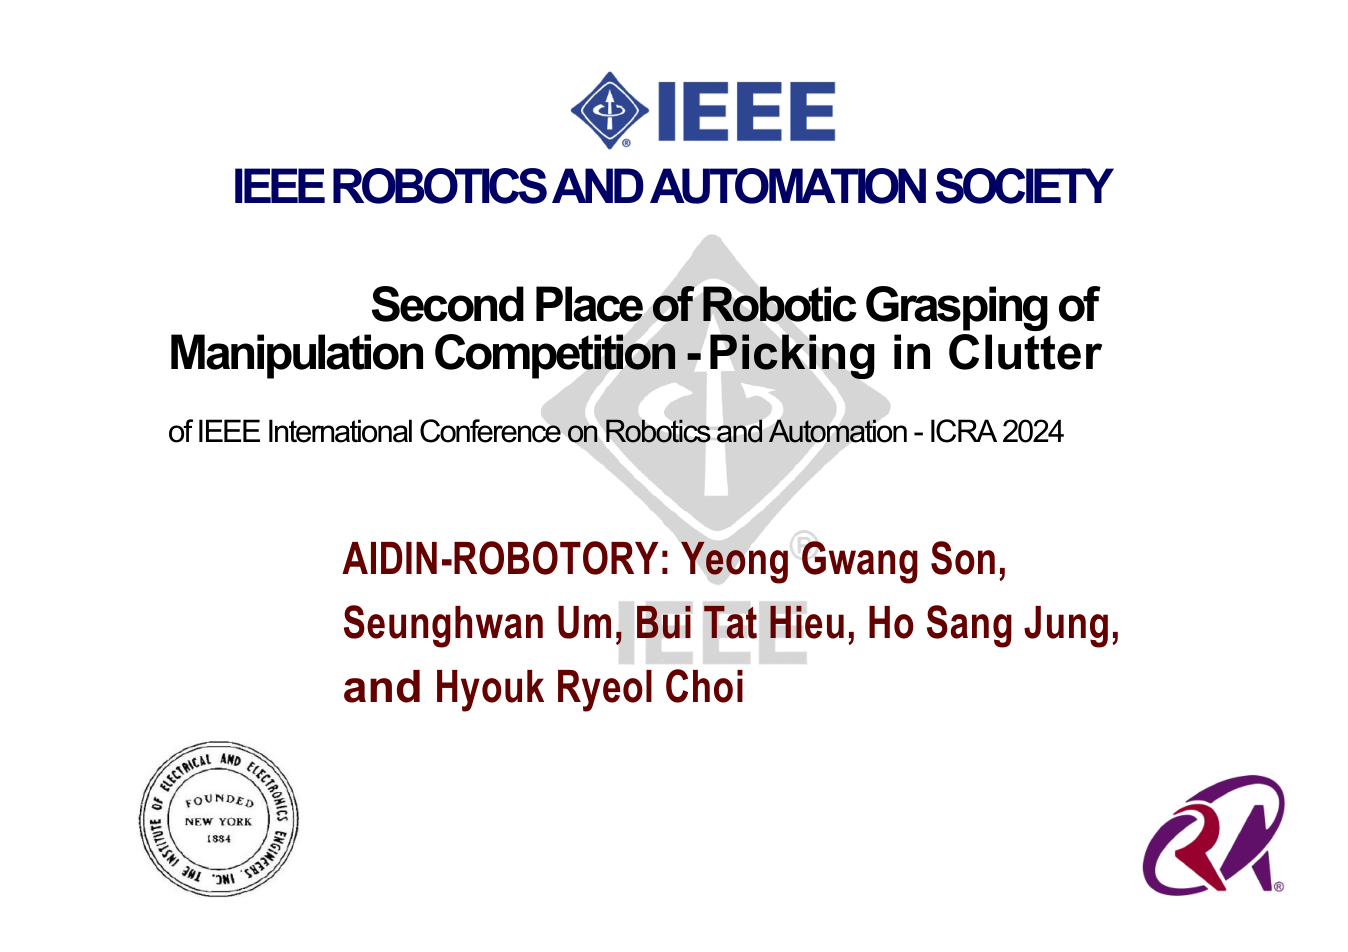 IEEE
IEEE ROBOTICS AND AUTOMATION SOCIETY
Second Place of Robotic Grasping of
Manipulation Competition - Picking in Clutter
of IEEE International Conference on Robotics and Automation - ICRA 2024
AIDIN-ROBOTORY: Yeong Gwang Son,
Seunghwan Um, Bui Tat Hieu, Ho Sang Jung,
and Hyouk Ryeol Choi
IEEE
THE INSTITUTE OF ELECTRICAL AND ELECTRONICS ENGINEERS, INC.
FOUNDED
NEW YORK
1884
RA